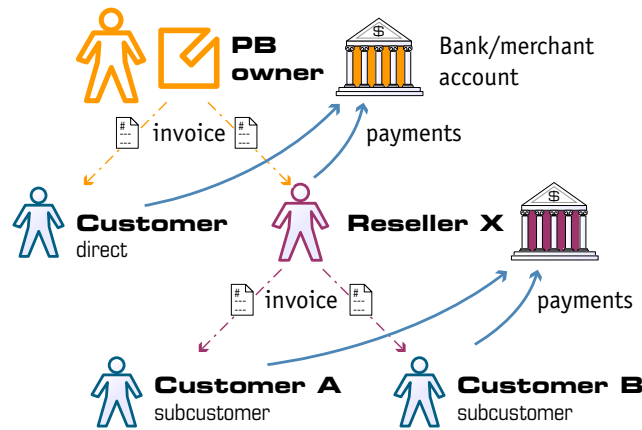 PB
owner
$
Bank/merchant
account
#
invoice
#
payments
Customer
direct
Reseller X
$
#
invoice
#
payments
Customer A
subcustomer
Customer B
subcustomer